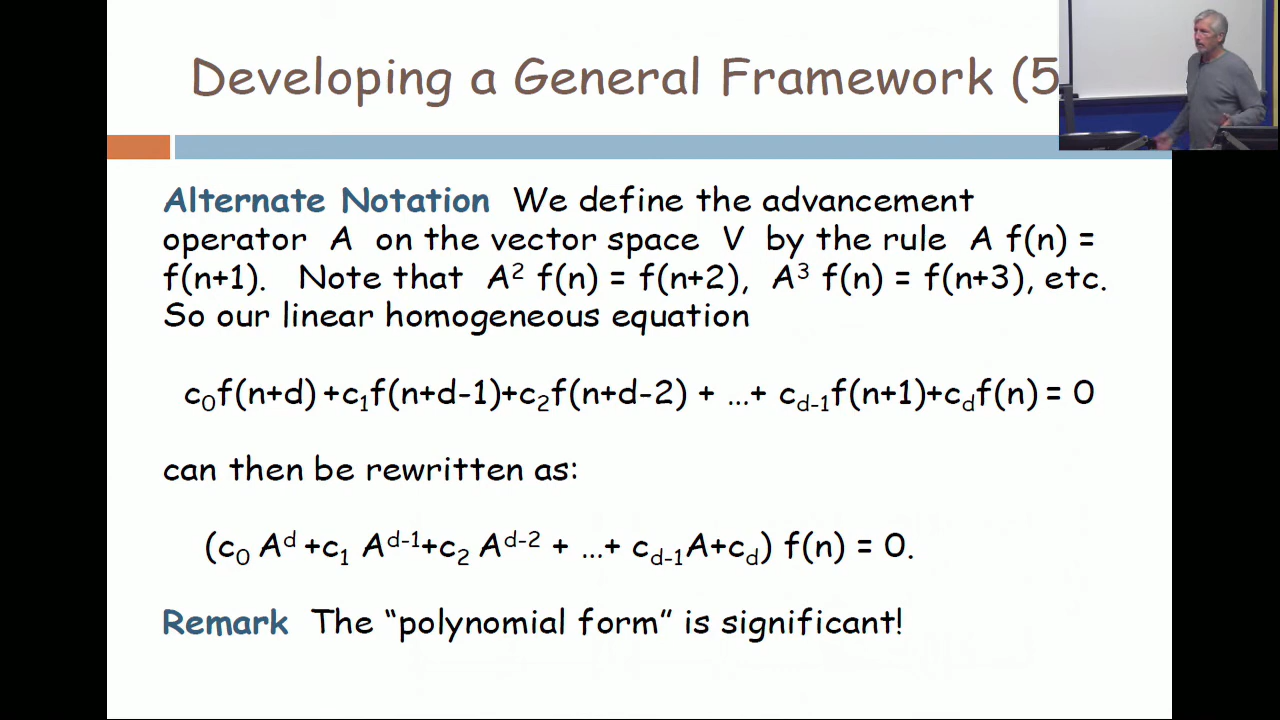 Developing a General Framework (5
Alternate Notation We define the advancement
operator A on the vector space V by the rule A f(n) =
f(n+1). Note that A² f(n) = f(n+2), A³ f(n) = f(n+3), etc.
So our linear homogeneous equation
c₀f(n+d) +c₁f(n+d-1)+c₂f(n+d-2) + ...+ c_{d-1}f(n+1)+c_df(n) = 0
can then be rewritten as:
(c₀ A^d +c₁ A^{d-1}+c₂ A^{d-2} + ...+ c_{d-1}A+c_d) f(n) = 0.
Remark The “polynomial form” is significant!